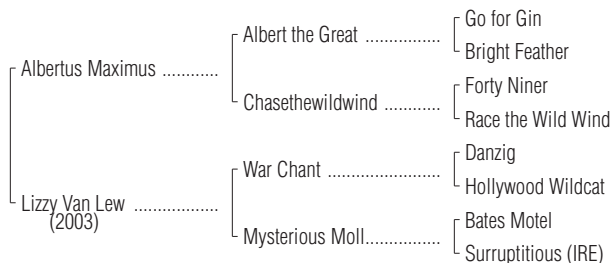 Go for Gin
Albert the Great ................
Bright Feather
Albertus Maximus ............
Forty Niner
Chasethewildwind ............
Race the Wild Wind
Danzig
War Chant .....................
Hollywood Wildcat
Lizzy Van Lew ..................
(2003)
Bates Motel
Mysterious Moll................
Surruptitious (IRE)